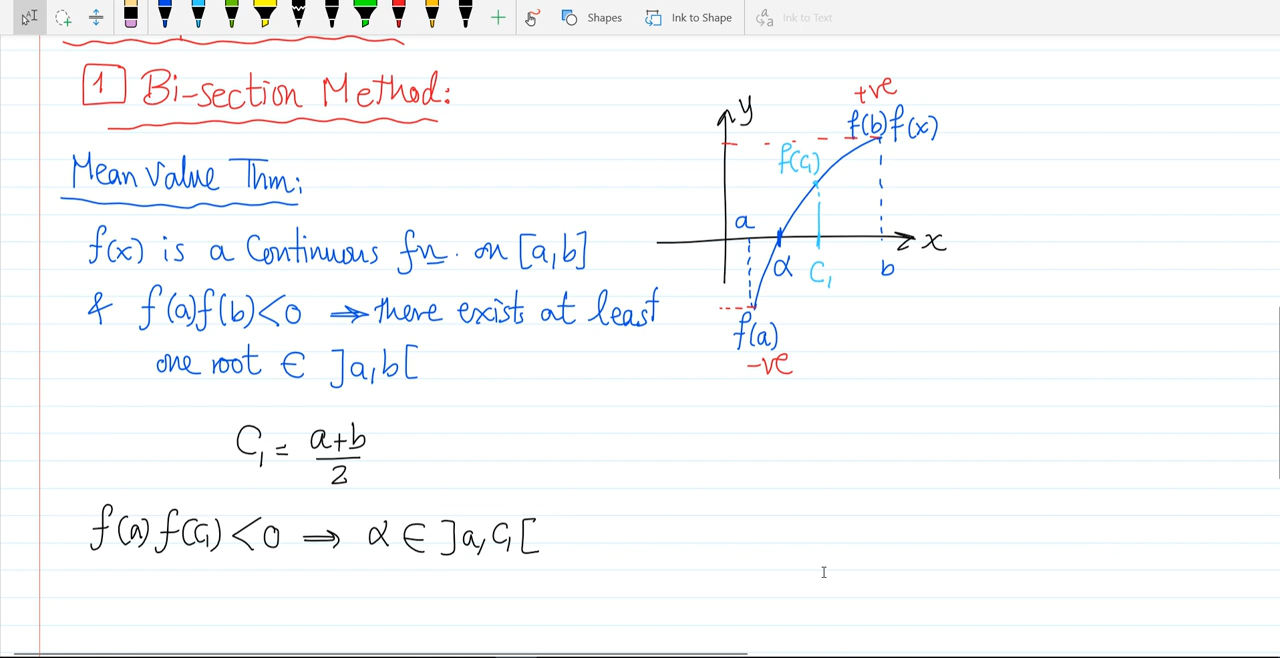 Shapes
Ink to Shape
Ink to Text
1 Bi-section Method:
Mean Value Thm:
f(x) is a Continuous fn. on [a,b]
& f(a)f(b)<0 ⇒ there exists at least
one root ∈ ]a,b[
C₁ = a+b
2
f(a) f(C₁) <0 ⇒ α ∈ ]a, C₁[
y
+ve
f(b) f(x)
f(C₁)
a
x
α
C₁
b
f(a)
-ve